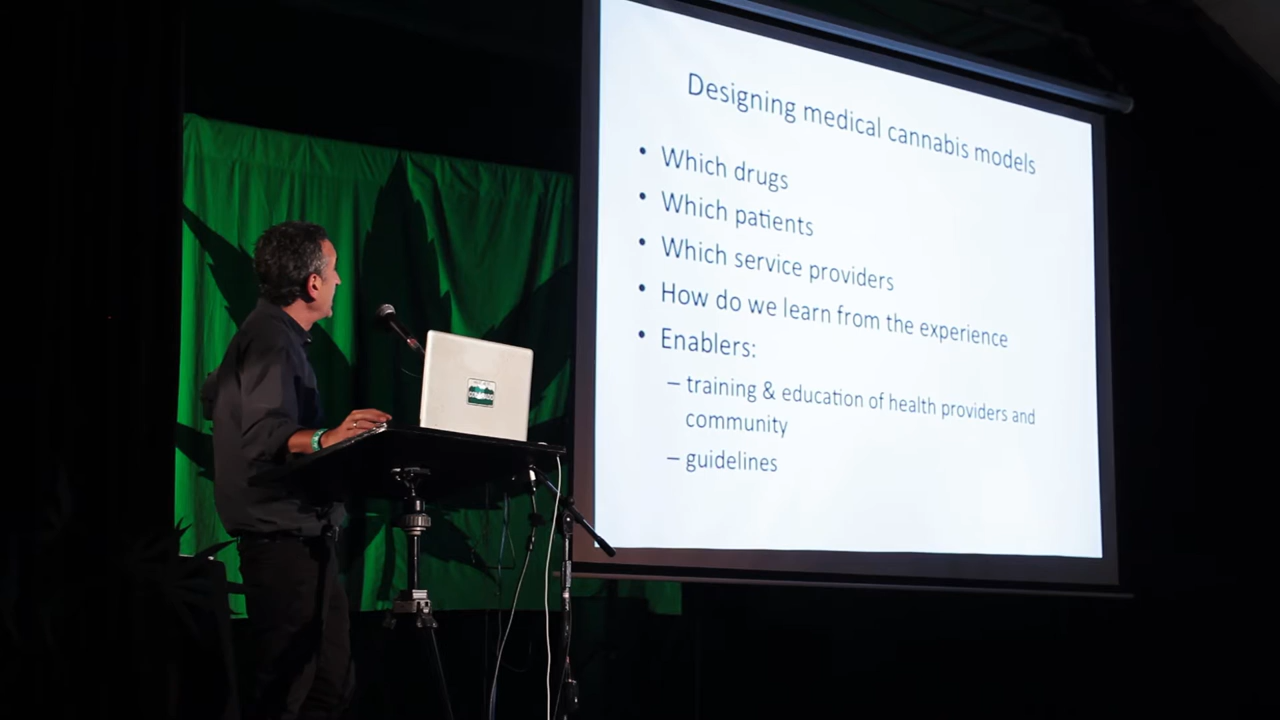 Designing medical cannabis models
• Which drugs
• Which patients
• Which service providers
• How do we learn from the experience
• Enablers:
– training & education of health providers and
community
– guidelines